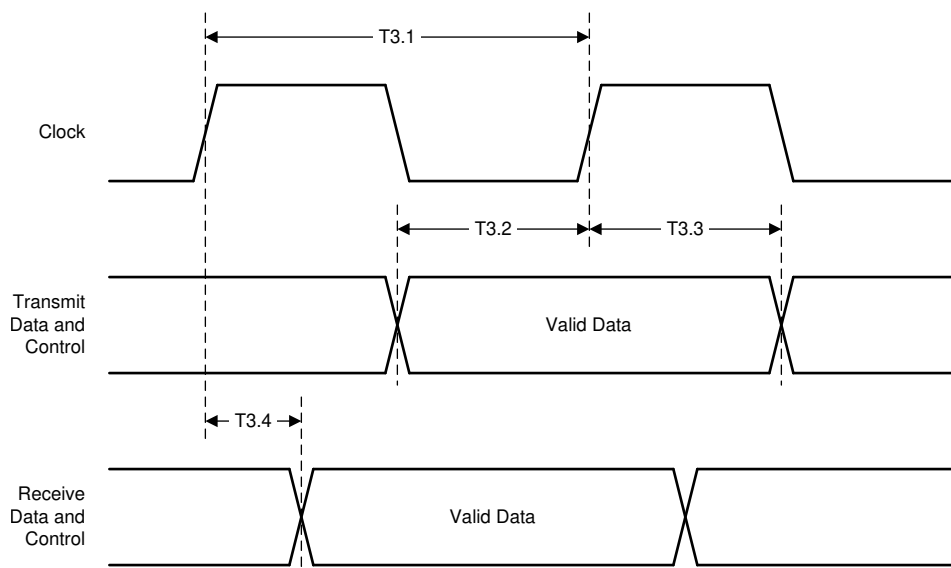 T3.1
Clock
T3.2
T3.3
Transmit
Data and
Control
Valid Data
T3.4
Receive
Data and
Control
Valid Data